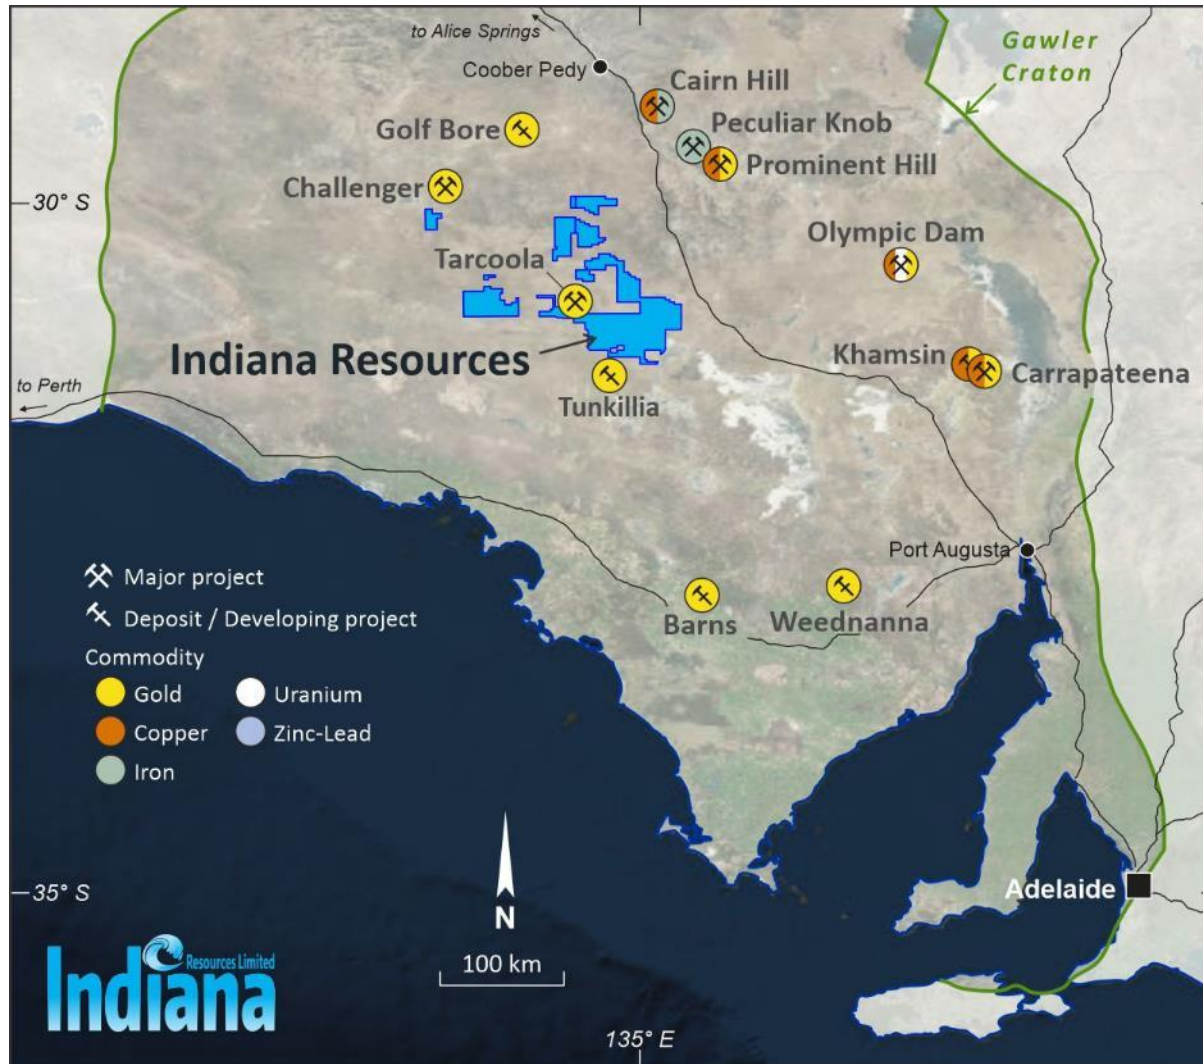 to Alice Springs
Gawler
Craton
Coober Pedy
Cairn Hill
Golf Bore
Peculiar Knob
Prominent Hill
Challenger
30° S
Olympic Dam
Tarcoola
Indiana Resources
Khamsin
Carrapateena
to Perth
Tunkillia
Port Augusta
Major project
Deposit / Developing project
Barns
Weednanna
Commodity
Gold
Uranium
Copper
Zinc-Lead
Iron
35° S
Adelaide
N
100 km
Resources Limited
Indiana
135° E